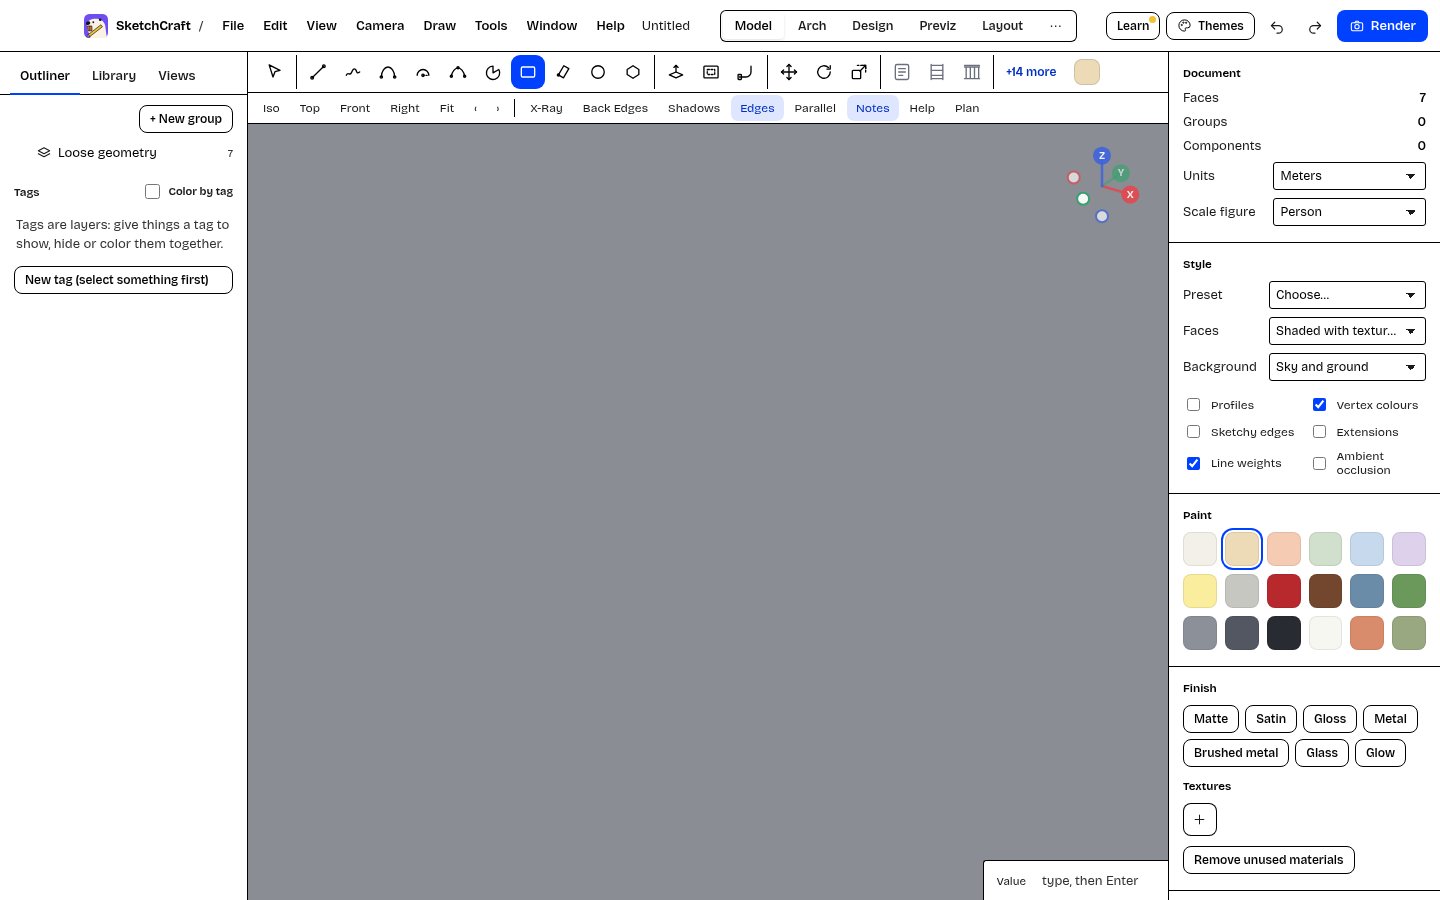 SketchCraft / File Edit View Camera Draw Tools Window Help Untitled Model Arch Design Previz Layout ... Learn Themes Render
Outliner Library Views
+ New group
Loose geometry 7
Tags Color by tag
Tags are layers: give things a tag to
show, hide or color them together.
New tag (select something first)
+14 more
Iso Top Front Right Fit ‹ › X-Ray Back Edges Shadows Edges Parallel Notes Help Plan
Z
Y
X
Value type, then Enter
Document
Faces 7
Groups 0
Components 0
Units Meters
Scale figure Person
Style
Preset Choose...
Faces Shaded with textur...
Background Sky and ground
Profiles Vertex colours
Sketchy edges Extensions
Line weights Ambient
occlusion
Paint
Finish
Matte Satin Gloss Metal
Brushed metal Glass Glow
Textures
+
Remove unused materials